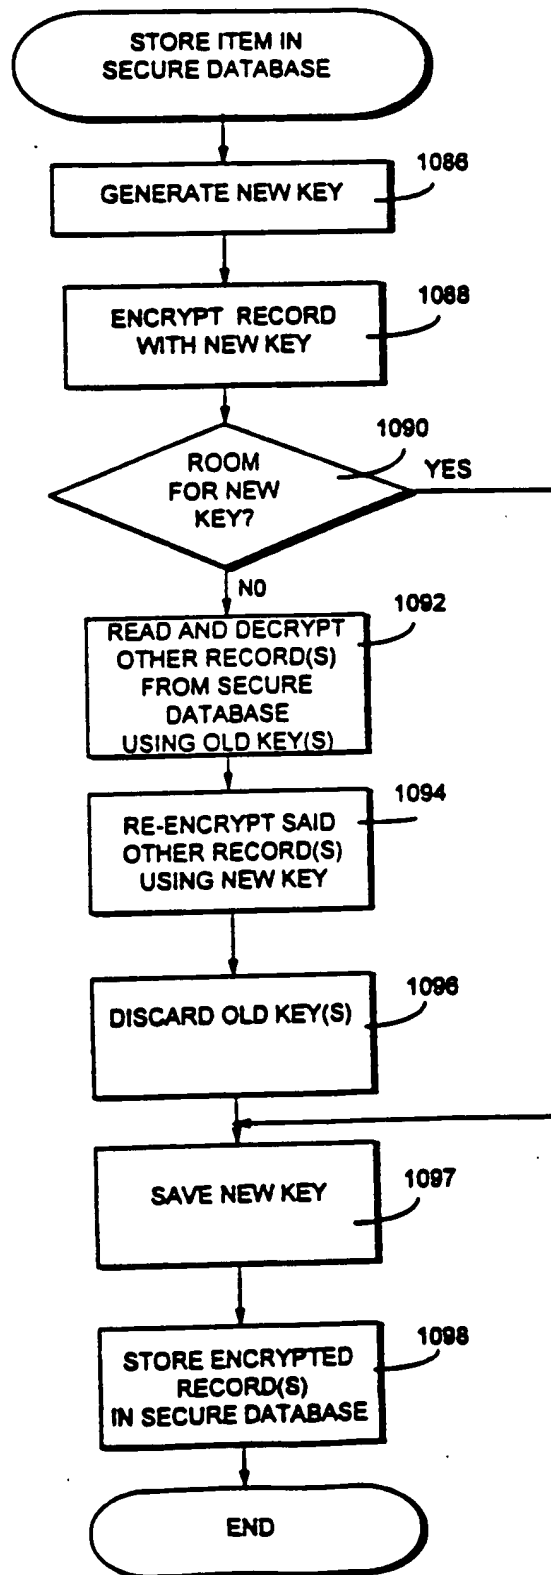 STORE ITEM IN
SECURE DATABASE
1086
GENERATE NEW KEY
1088
ENCRYPT RECORD
WITH NEW KEY
1090
ROOM
FOR NEW
KEY?
YES
NO
1092
READ AND DECRYPT
OTHER RECORD(S)
FROM SECURE
DATABASE
USING OLD KEY(S)
1094
RE-ENCRYPT SAID
OTHER RECORD(S)
USING NEW KEY
1096
DISCARD OLD KEY(S)
1097
SAVE NEW KEY
1098
STORE ENCRYPTED
RECORD(S)
IN SECURE DATABASE
END